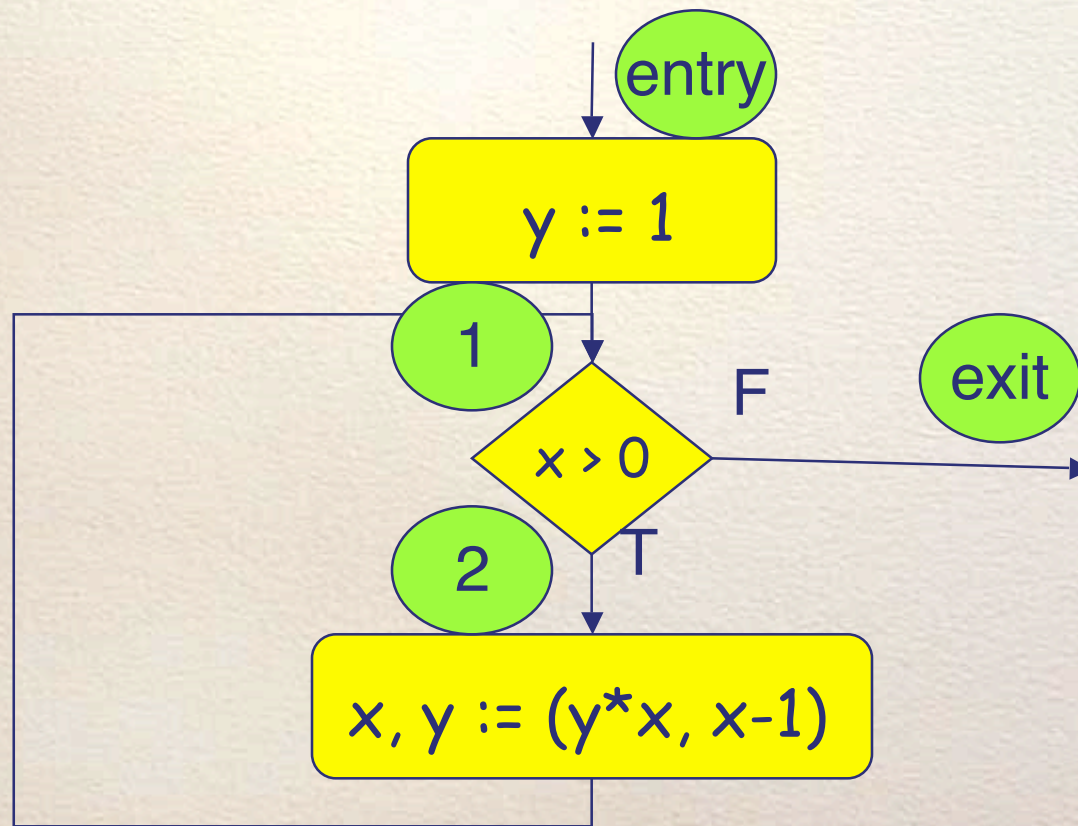 entry
y := 1
1
F
exit
x > 0
T
2
x, y := (y*x, x-1)